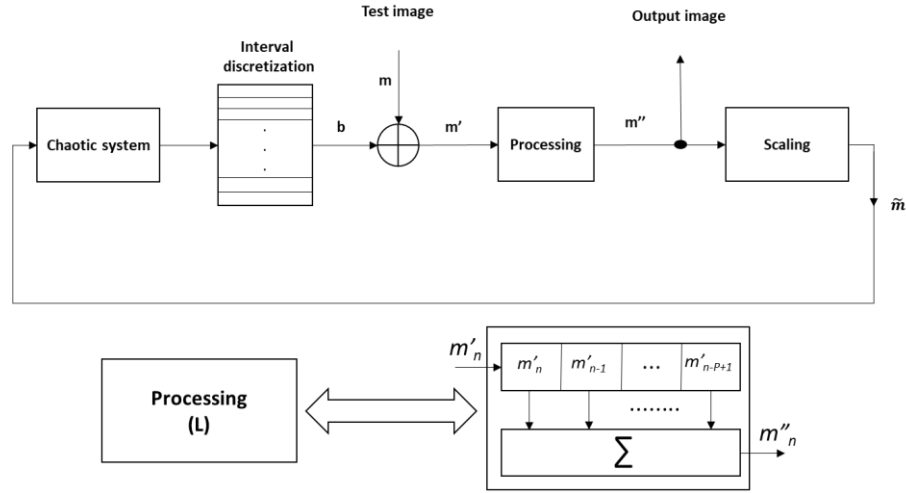 Test image
Output image
Interval
discretization
m
b
m'
m''
Chaotic system
Processing
Scaling
m̃
Processing
(L)
m'n
m'n m'n-1 ... m'n-P+1
........
Σ
m''n